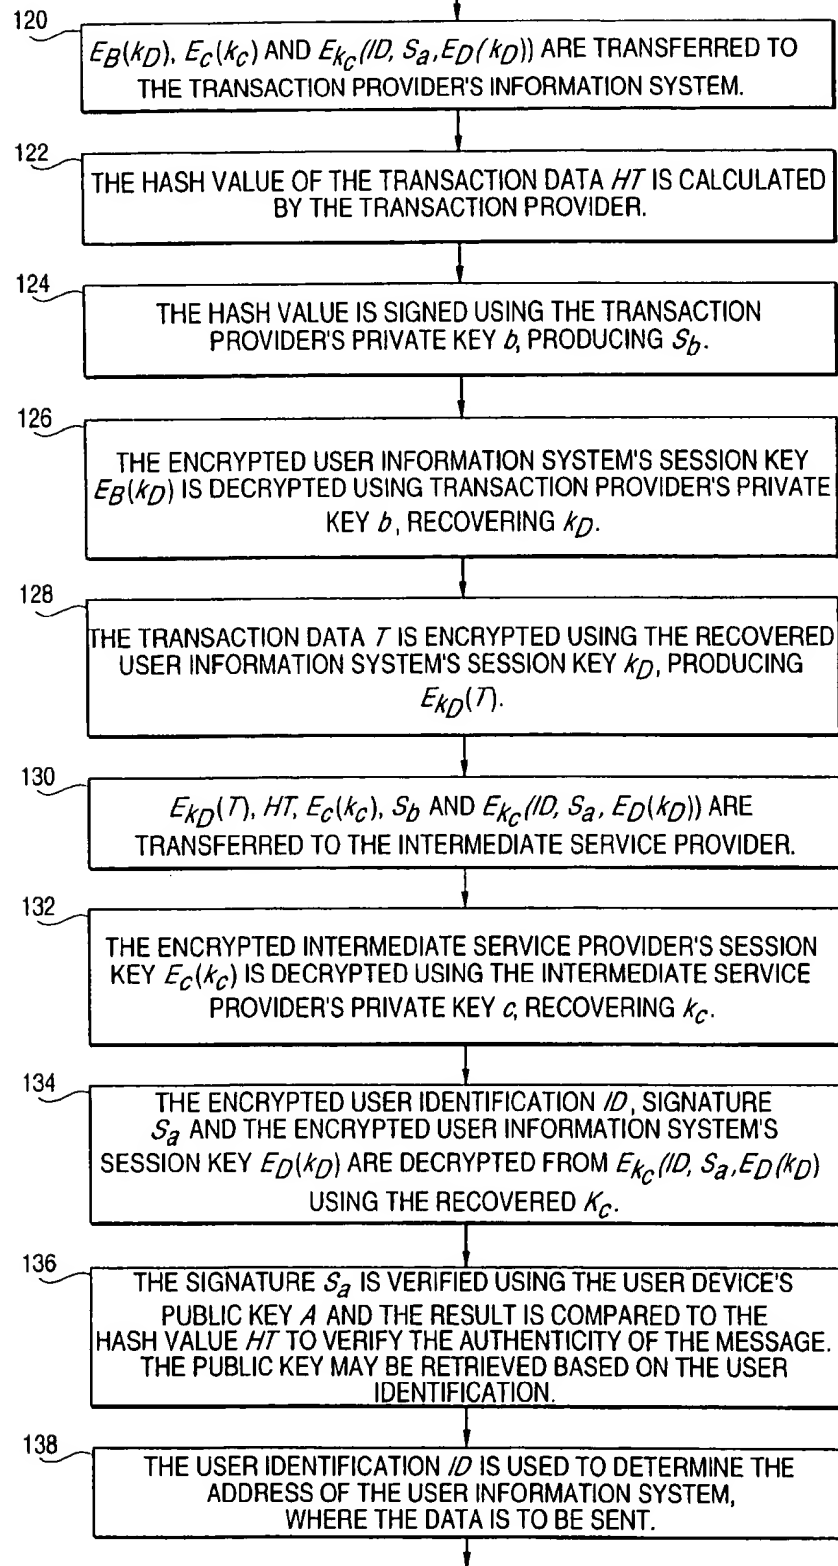 120
E_B(k_D), E_c(k_c) AND E_{k_c}(ID, S_a, E_D(k_D)) ARE TRANSFERRED TO
THE TRANSACTION PROVIDER'S INFORMATION SYSTEM.
122
THE HASH VALUE OF THE TRANSACTION DATA HT IS CALCULATED
BY THE TRANSACTION PROVIDER.
124
THE HASH VALUE IS SIGNED USING THE TRANSACTION
PROVIDER'S PRIVATE KEY b, PRODUCING S_b.
126
THE ENCRYPTED USER INFORMATION SYSTEM'S SESSION KEY
E_B(k_D) IS DECRYPTED USING TRANSACTION PROVIDER'S PRIVATE
KEY b, RECOVERING k_D.
128
THE TRANSACTION DATA T IS ENCRYPTED USING THE RECOVERED
USER INFORMATION SYSTEM'S SESSION KEY k_D, PRODUCING
E_{k_D}(T).
130
E_{k_D}(T), HT, E_c(k_c), S_b AND E_{k_c}(ID, S_a, E_D(k_D)) ARE
TRANSFERRED TO THE INTERMEDIATE SERVICE PROVIDER.
132
THE ENCRYPTED INTERMEDIATE SERVICE PROVIDER'S SESSION
KEY E_c(k_c) IS DECRYPTED USING THE INTERMEDIATE SERVICE
PROVIDER'S PRIVATE KEY c, RECOVERING k_c.
134
THE ENCRYPTED USER IDENTIFICATION ID, SIGNATURE
S_a AND THE ENCRYPTED USER INFORMATION SYSTEM'S
SESSION KEY E_D(k_D) ARE DECRYPTED FROM E_{k_c}(ID, S_a, E_D(k_D)
USING THE RECOVERED K_c.
136
THE SIGNATURE S_a IS VERIFIED USING THE USER DEVICE'S
PUBLIC KEY A AND THE RESULT IS COMPARED TO THE
HASH VALUE HT TO VERIFY THE AUTHENTICITY OF THE MESSAGE.
THE PUBLIC KEY MAY BE RETRIEVED BASED ON THE USER
IDENTIFICATION.
138
THE USER IDENTIFICATION ID IS USED TO DETERMINE THE
ADDRESS OF THE USER INFORMATION SYSTEM,
WHERE THE DATA IS TO BE SENT.